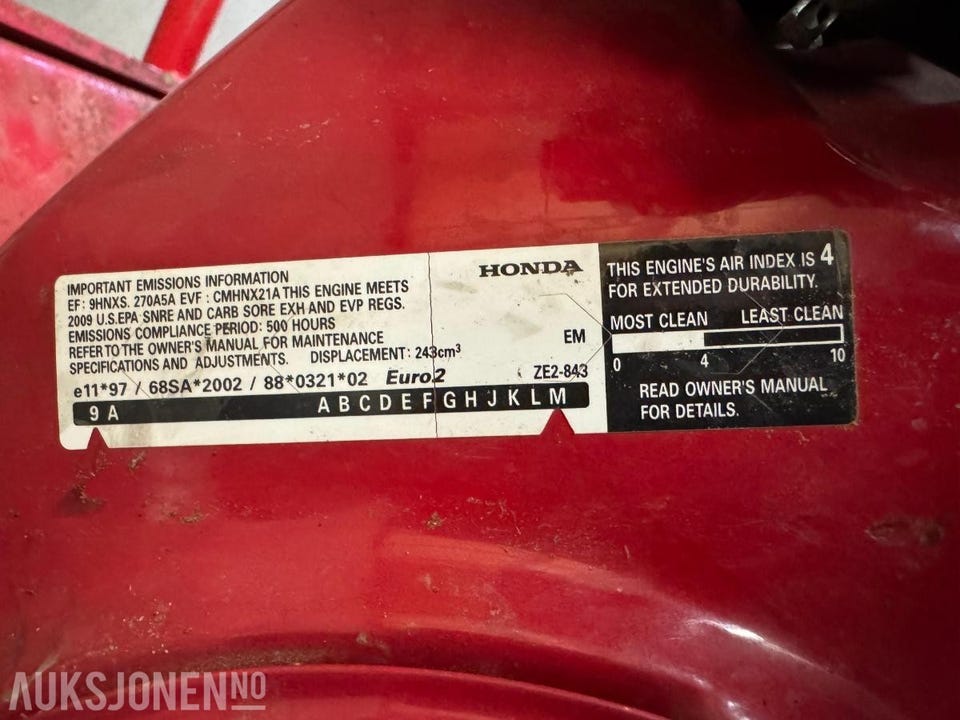 IMPORTANT EMISSIONS INFORMATION
EF : 9HNXS. 270A5A EVF : CMHNX21A THIS ENGINE MEETS
2009 U.S.EPA SNRE AND CARB SORE EXH AND EVP REGS.
EMISSIONS COMPLIANCE PERIOD: 500 HOURS
REFER TO THE OWNER'S MANUAL FOR MAINTENANCE
SPECIFICATIONS AND ADJUSTMENTS. DISPLACEMENT: 243cm³
e11*97 / 68SA*2002 / 88*0321*02 Euro2
HONDA
EM
ZE2-843
9 A A B C D E F G H J K L M
THIS ENGINE'S AIR INDEX IS 4
FOR EXTENDED DURABILITY.
MOST CLEAN LEAST CLEAN
0 4 10
READ OWNER'S MANUAL
FOR DETAILS.
AUKSJONEN NO